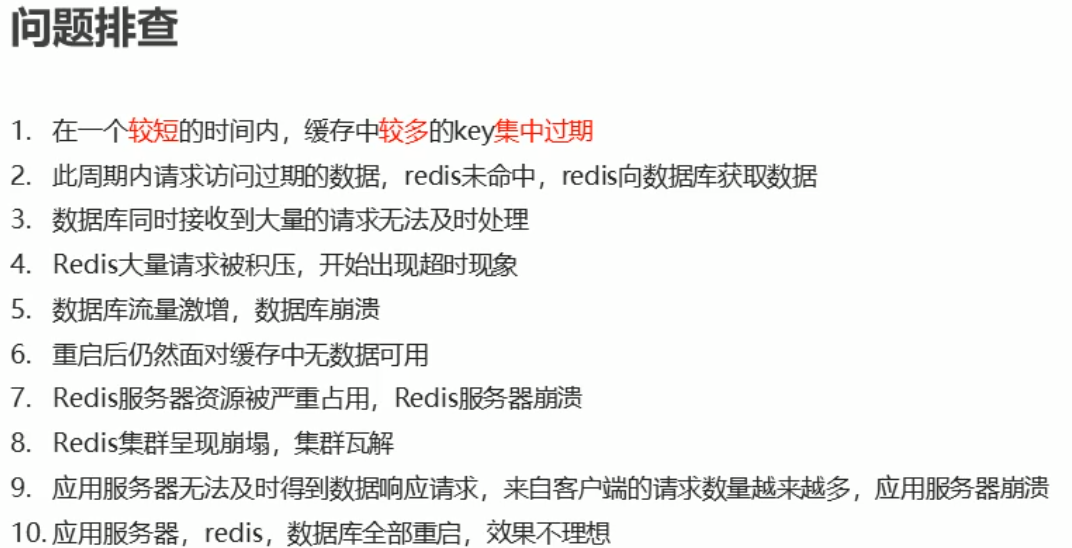 问题排查
1. 在一个较短的时间内，缓存中较多的key集中过期
2. 此周期内请求访问过期的数据，redis未命中，redis向数据库获取数据
3. 数据库同时接收到大量的请求无法及时处理
4. Redis大量请求被积压，开始出现超时现象
5. 数据库流量激增，数据库崩溃
6. 重启后仍然面对缓存中无数据可用
7. Redis服务器资源被严重占用，Redis服务器崩溃
8. Redis集群呈现崩塌，集群瓦解
9. 应用服务器无法及时得到数据响应请求，来自客户端的请求数量越来越多，应用服务器崩溃
10. 应用服务器，redis，数据库全部重启，效果不理想